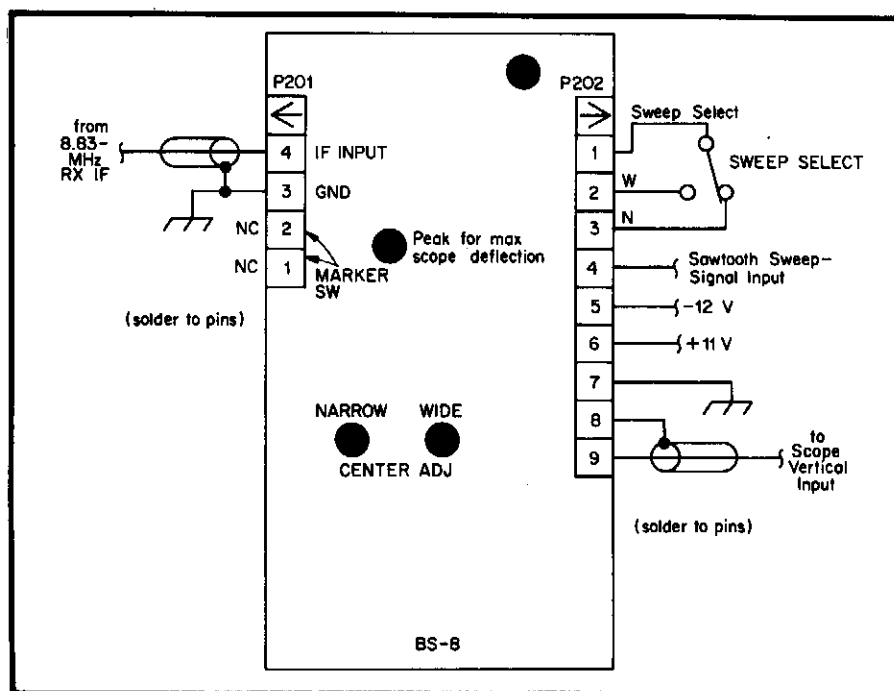 P201
from
8.83-
MHz
RX IF
4 IF INPUT
3 GND
NC 2
NC 1
MARKER
SW
(solder to pins)
Peak for max
scope deflection
NARROW WIDE
CENTER ADJ
BS-8
P202
Sweep Select
1
SWEEP SELECT
2 W
3 N
4 Sawtooth Sweep-
Signal Input
5 -12 V
6 +11 V
7
8
9
to
Scope
Vertical
Input
(solder to pins)